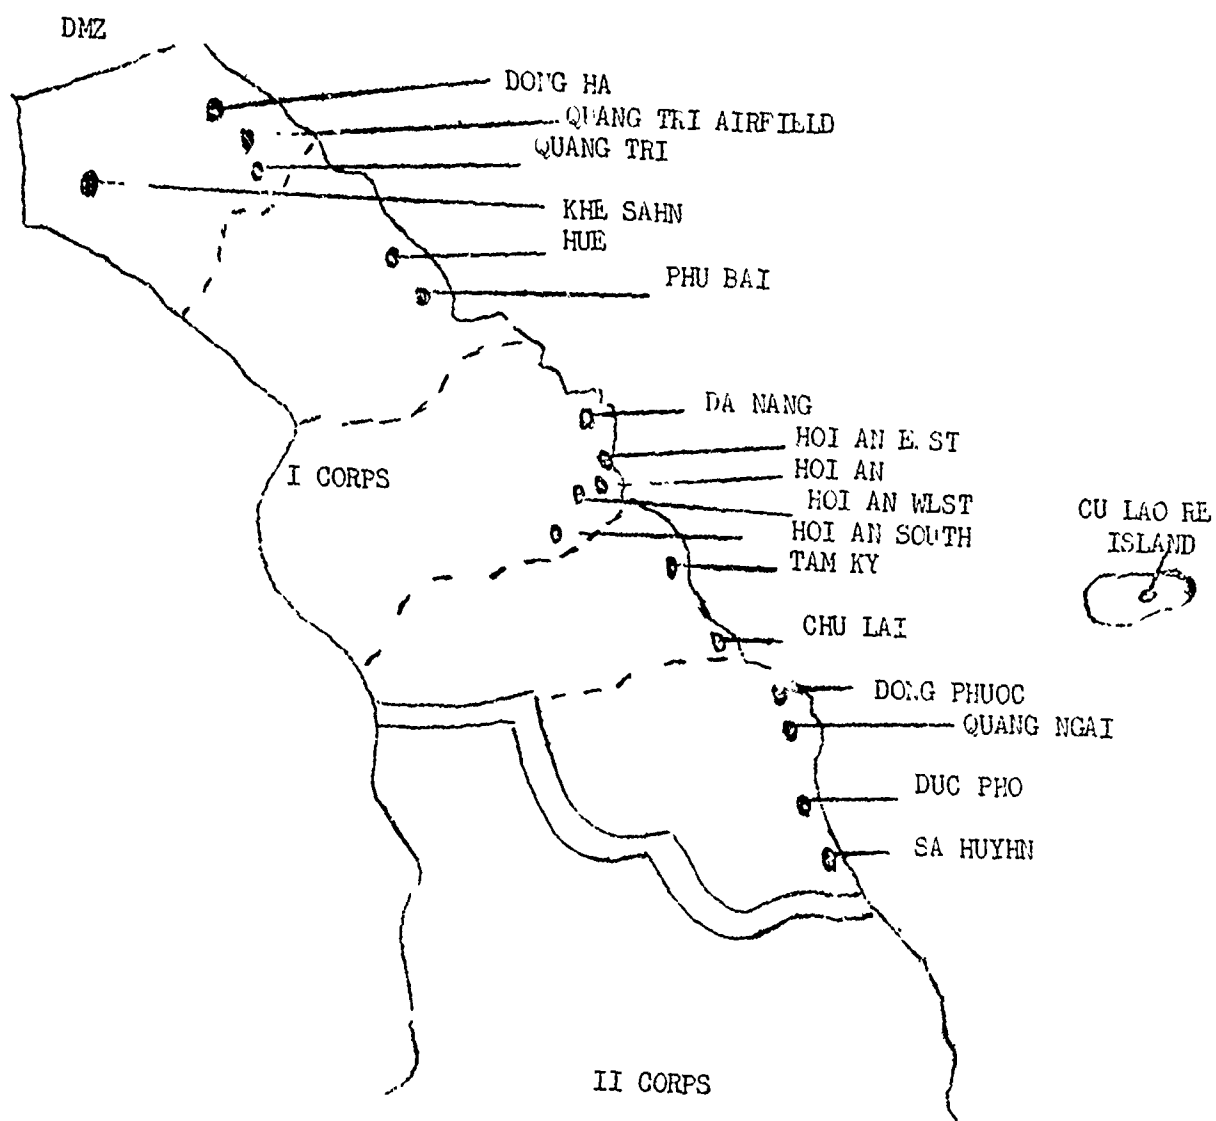 DMZ
DONG HA
QUANG TRI AIRFIELD
QUANG TRI
KHE SAHN
HUE
PHU BAI
DA NANG
HOI AN EAST
HOI AN
I CORPS
HOI AN WEST
CU LAO RE
ISLAND
HOI AN SOUTH
TAM KY
CHU LAI
DONG PHUOC
QUANG NGAI
DUC PHO
SA HUYHN
II CORPS